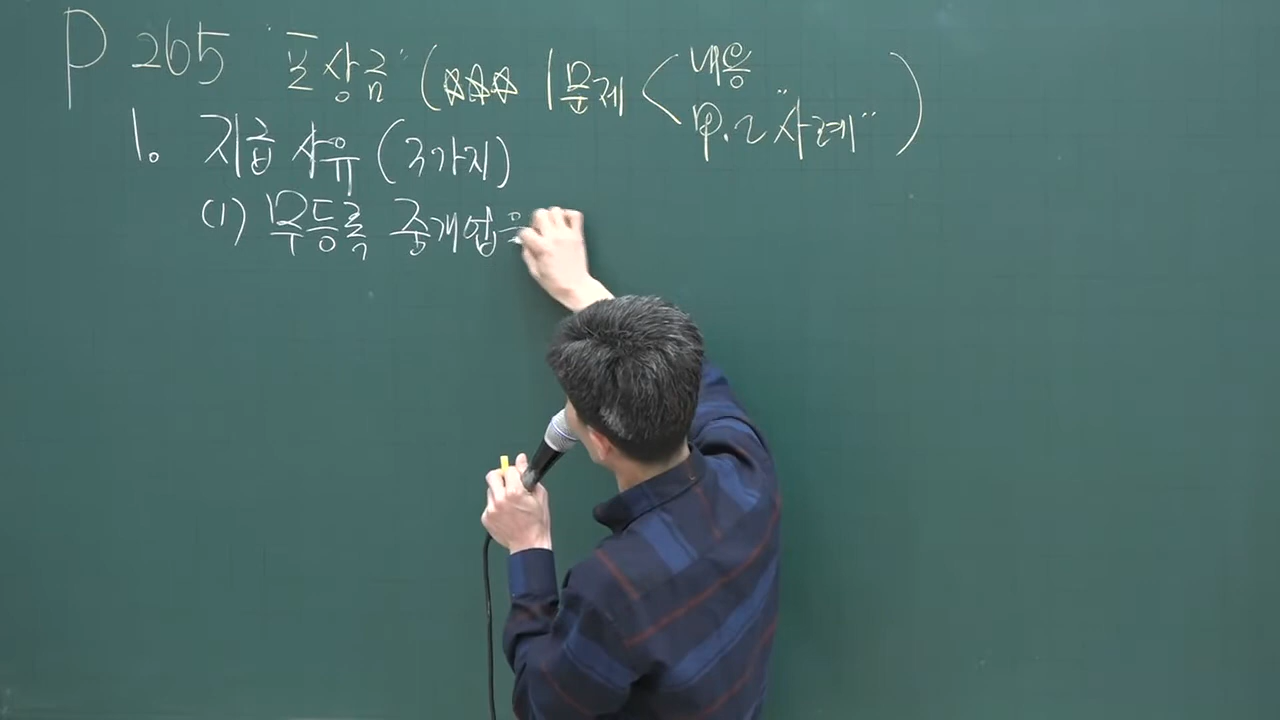 P 265 "포상금" (☆☆☆ 1문제 < 내용
P.2 "사례" )
1. 지급 사유 (3가지)
(1) 무등록 중개업을